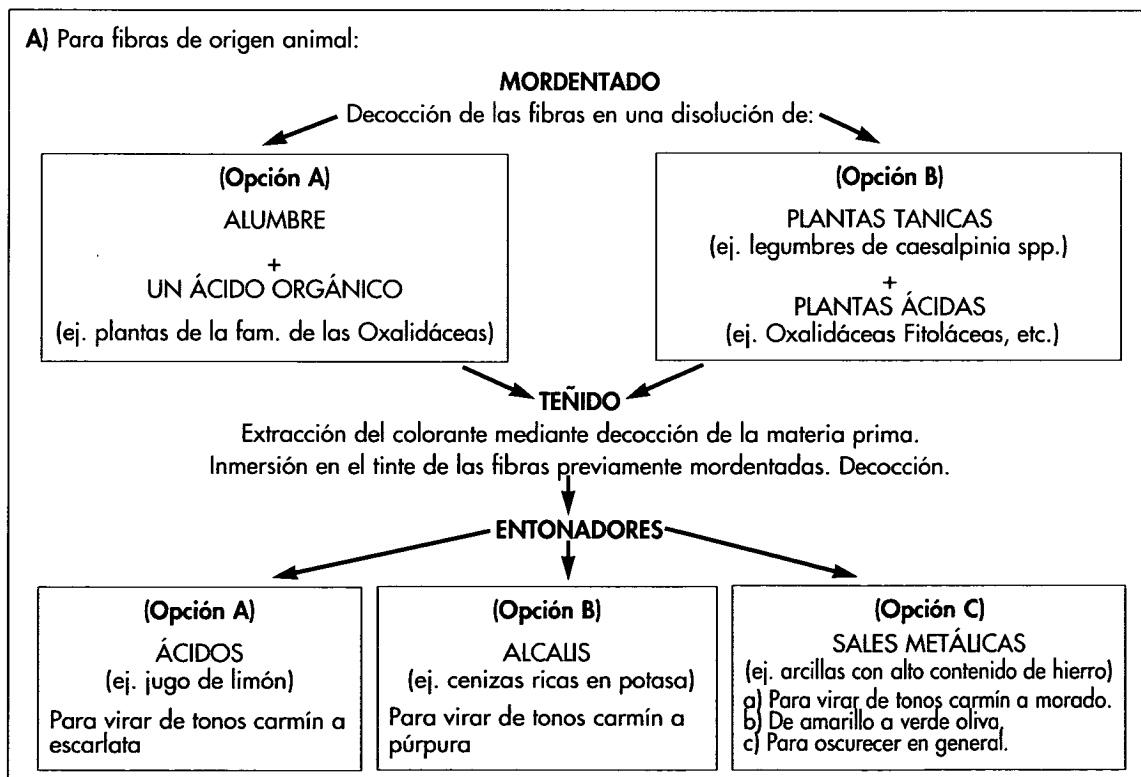 A) Para fibras de origen animal:
MORDENTADO
Decocción de las fibras en una disolución de:
(Opción A)
ALUMBRE
+
UN ÁCIDO ORGÁNICO
(ej. plantas de la fam. de las Oxalidáceas)
(Opción B)
PLANTAS TANICAS
(ej. legumbres de caesalpinia spp.)
+
PLANTAS ÁCIDAS
(ej. Oxalidáceas Fitoláceas, etc.)
TEÑIDO
Extracción del colorante mediante decocción de la materia prima.
Inmersión en el tinte de las fibras previamente mordentadas. Decocción.
ENTONADORES
(Opción A)
ÁCIDOS
(ej. jugo de limón)
Para virar de tonos carmín a
escarlata
(Opción B)
ALCALIS
(ej. cenizas ricas en potasa)
Para virar de tonos carmín a
púrpura
(Opción C)
SALES METÁLICAS
(ej. arcillas con alto contenido de hierro)
a) Para virar de tonos carmín a morado.
b) De amarillo a verde oliva.
c) Para oscurecer en general.